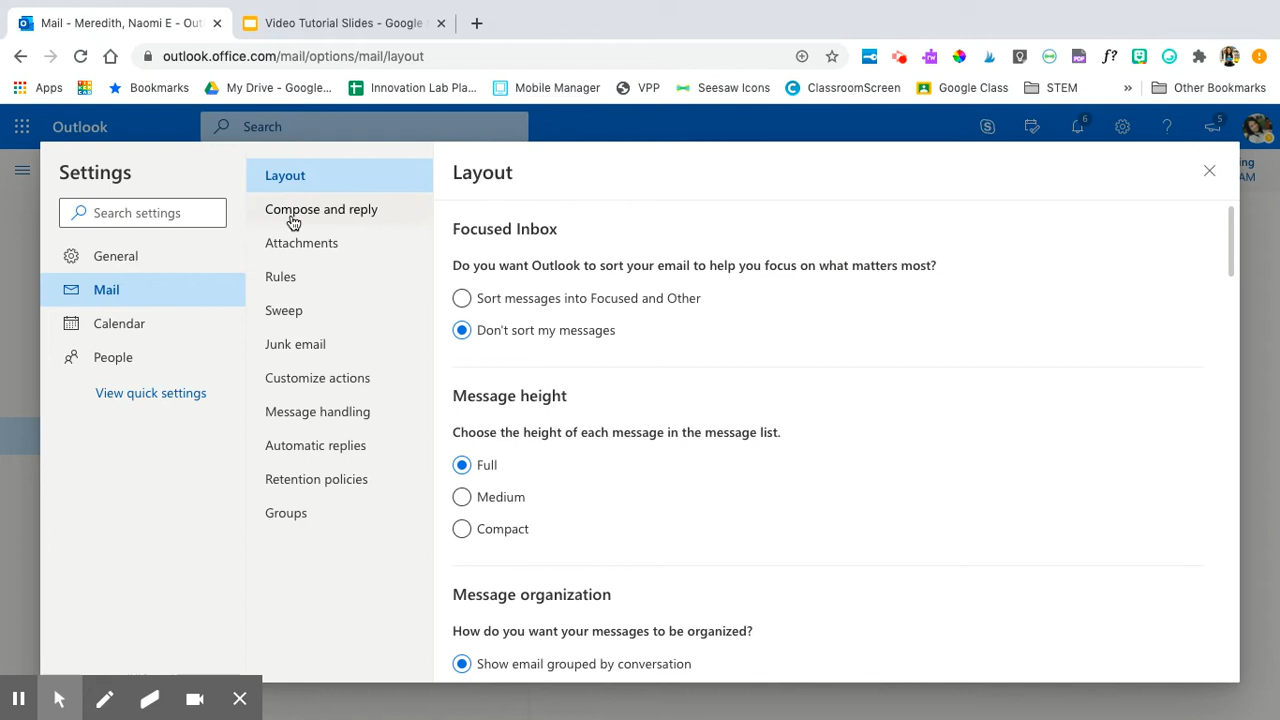 Mail - Meredith, Naomi E - Out
Video Tutorial Slides - Google
outlook.office.com/mail/options/mail/layout
f?
PDF
Apps
Bookmarks
My Drive - Google...
Innovation Lab Pla...
Mobile Manager
VPP
Seesaw Icons
ClassroomScreen
Google Class
STEM
»
Other Bookmarks
Outlook
Search
6
5
Settings
Search settings
General
Mail
Calendar
People
View quick settings
Layout
Compose and reply
Attachments
Rules
Sweep
Junk email
Customize actions
Message handling
Automatic replies
Retention policies
Groups
Layout
Focused Inbox
Do you want Outlook to sort your email to help you focus on what matters most?
Sort messages into Focused and Other
Don't sort my messages
Message height
Choose the height of each message in the message list.
Full
Medium
Compact
Message organization
How do you want your messages to be organized?
Show email grouped by conversation
ing
AM